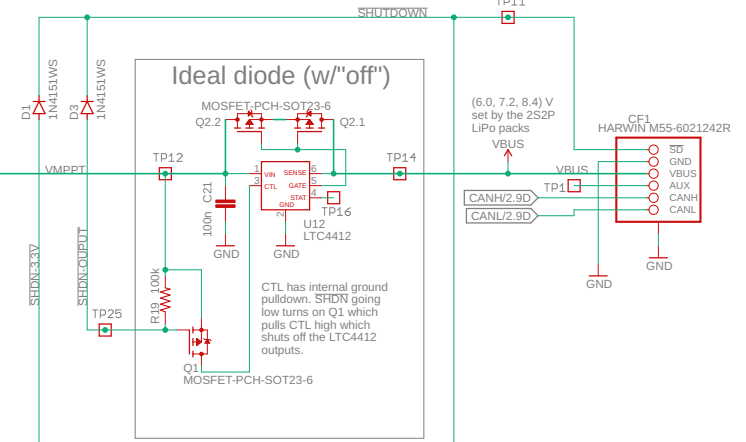 TP11
SHUTDOWN
Ideal diode (w/"off")
D1
1N4151WS
D3
1N4151WS
MOSFET-PCH-SOT23-6
Q2.2
Q2.1
(6.0, 7.2, 8.4) V
set by the 2S2P
LiPo packs
VBUS
CF1
HARWIN M55-6021242R
SD
GND
VBUS
AUX
CANH
CANL
VMPPT
TP12
TP14
VBUS
TP1
CANH/2.9D
CANL/2.9D
1
VIN
3
CTL
SENSE
6
GATE
5
STAT
4
GND
2
TP16
U12
LTC4412
C21
100n
GND
GND
GND
GND
SHDN-3.3V
SHDN-OUPUT
TP25
R19
100k
CTL has internal ground
pulldown. SHDN going
low turns on Q1 which
pulls CTL high which
shuts off the LTC4412
outputs.
Q1
MOSFET-PCH-SOT23-6